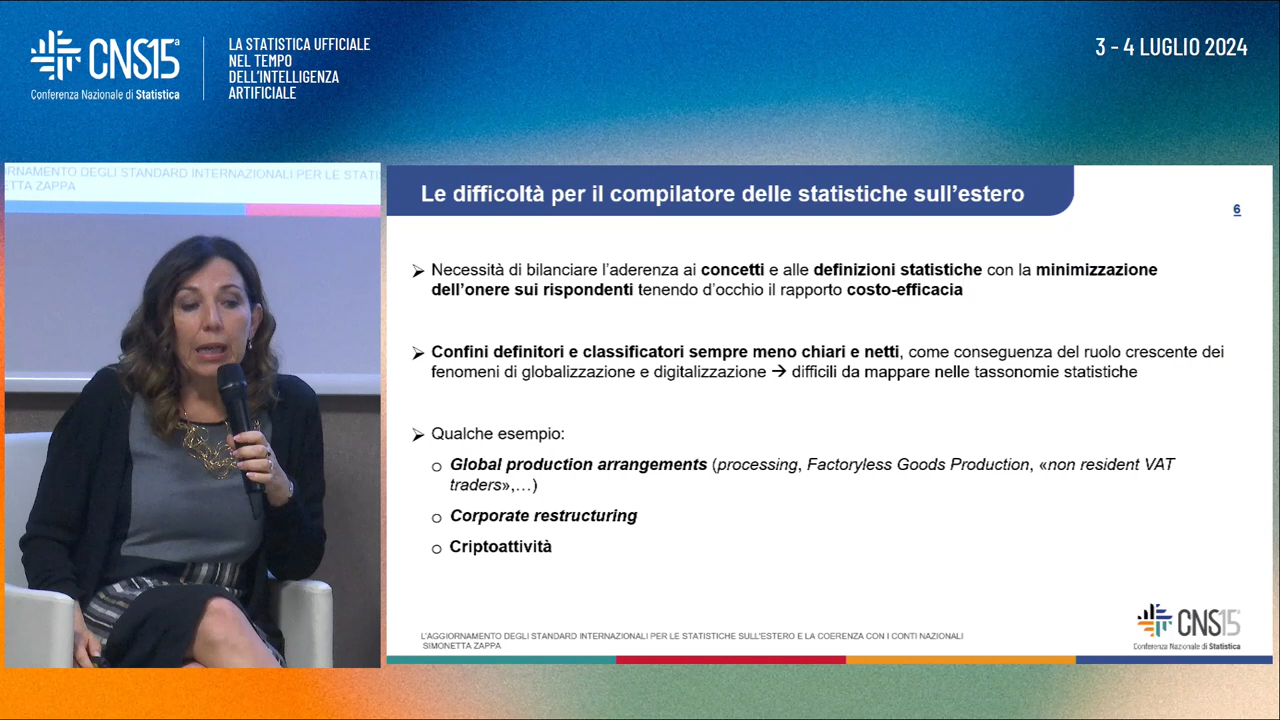 CNS15ª
Conferenza Nazionale di Statistica
LA STATISTICA UFFICIALE
NEL TEMPO
DELL'INTELLIGENZA
ARTIFICIALE
3 - 4 LUGLIO 2024
ORNAMENTO DEGLI STANDARD INTERNAZIONALI PER LE STATI
ETTA ZAPPA
Le difficoltà per il compilatore delle statistiche sull'estero
6
➢ Necessità di bilanciare l'aderenza ai concetti e alle definizioni statistiche con la minimizzazione
dell'onere sui rispondenti tenendo d'occhio il rapporto costo-efficacia
➢ Confini definitori e classificatori sempre meno chiari e netti, come conseguenza del ruolo crescente dei
fenomeni di globalizzazione e digitalizzazione → difficili da mappare nelle tassonomie statistiche
➢ Qualche esempio:
o Global production arrangements (processing, Factoryless Goods Production, «non resident VAT
traders»,…)
o Corporate restructuring
o Criptoattività
L'AGGIORNAMENTO DEGLI STANDARD INTERNAZIONALI PER LE STATISTICHE SULL'ESTERO E LA COERENZA CON I CONTI NAZIONALI
SIMONETTA ZAPPA
CNS15
Conferenza Nazionale di Statistica